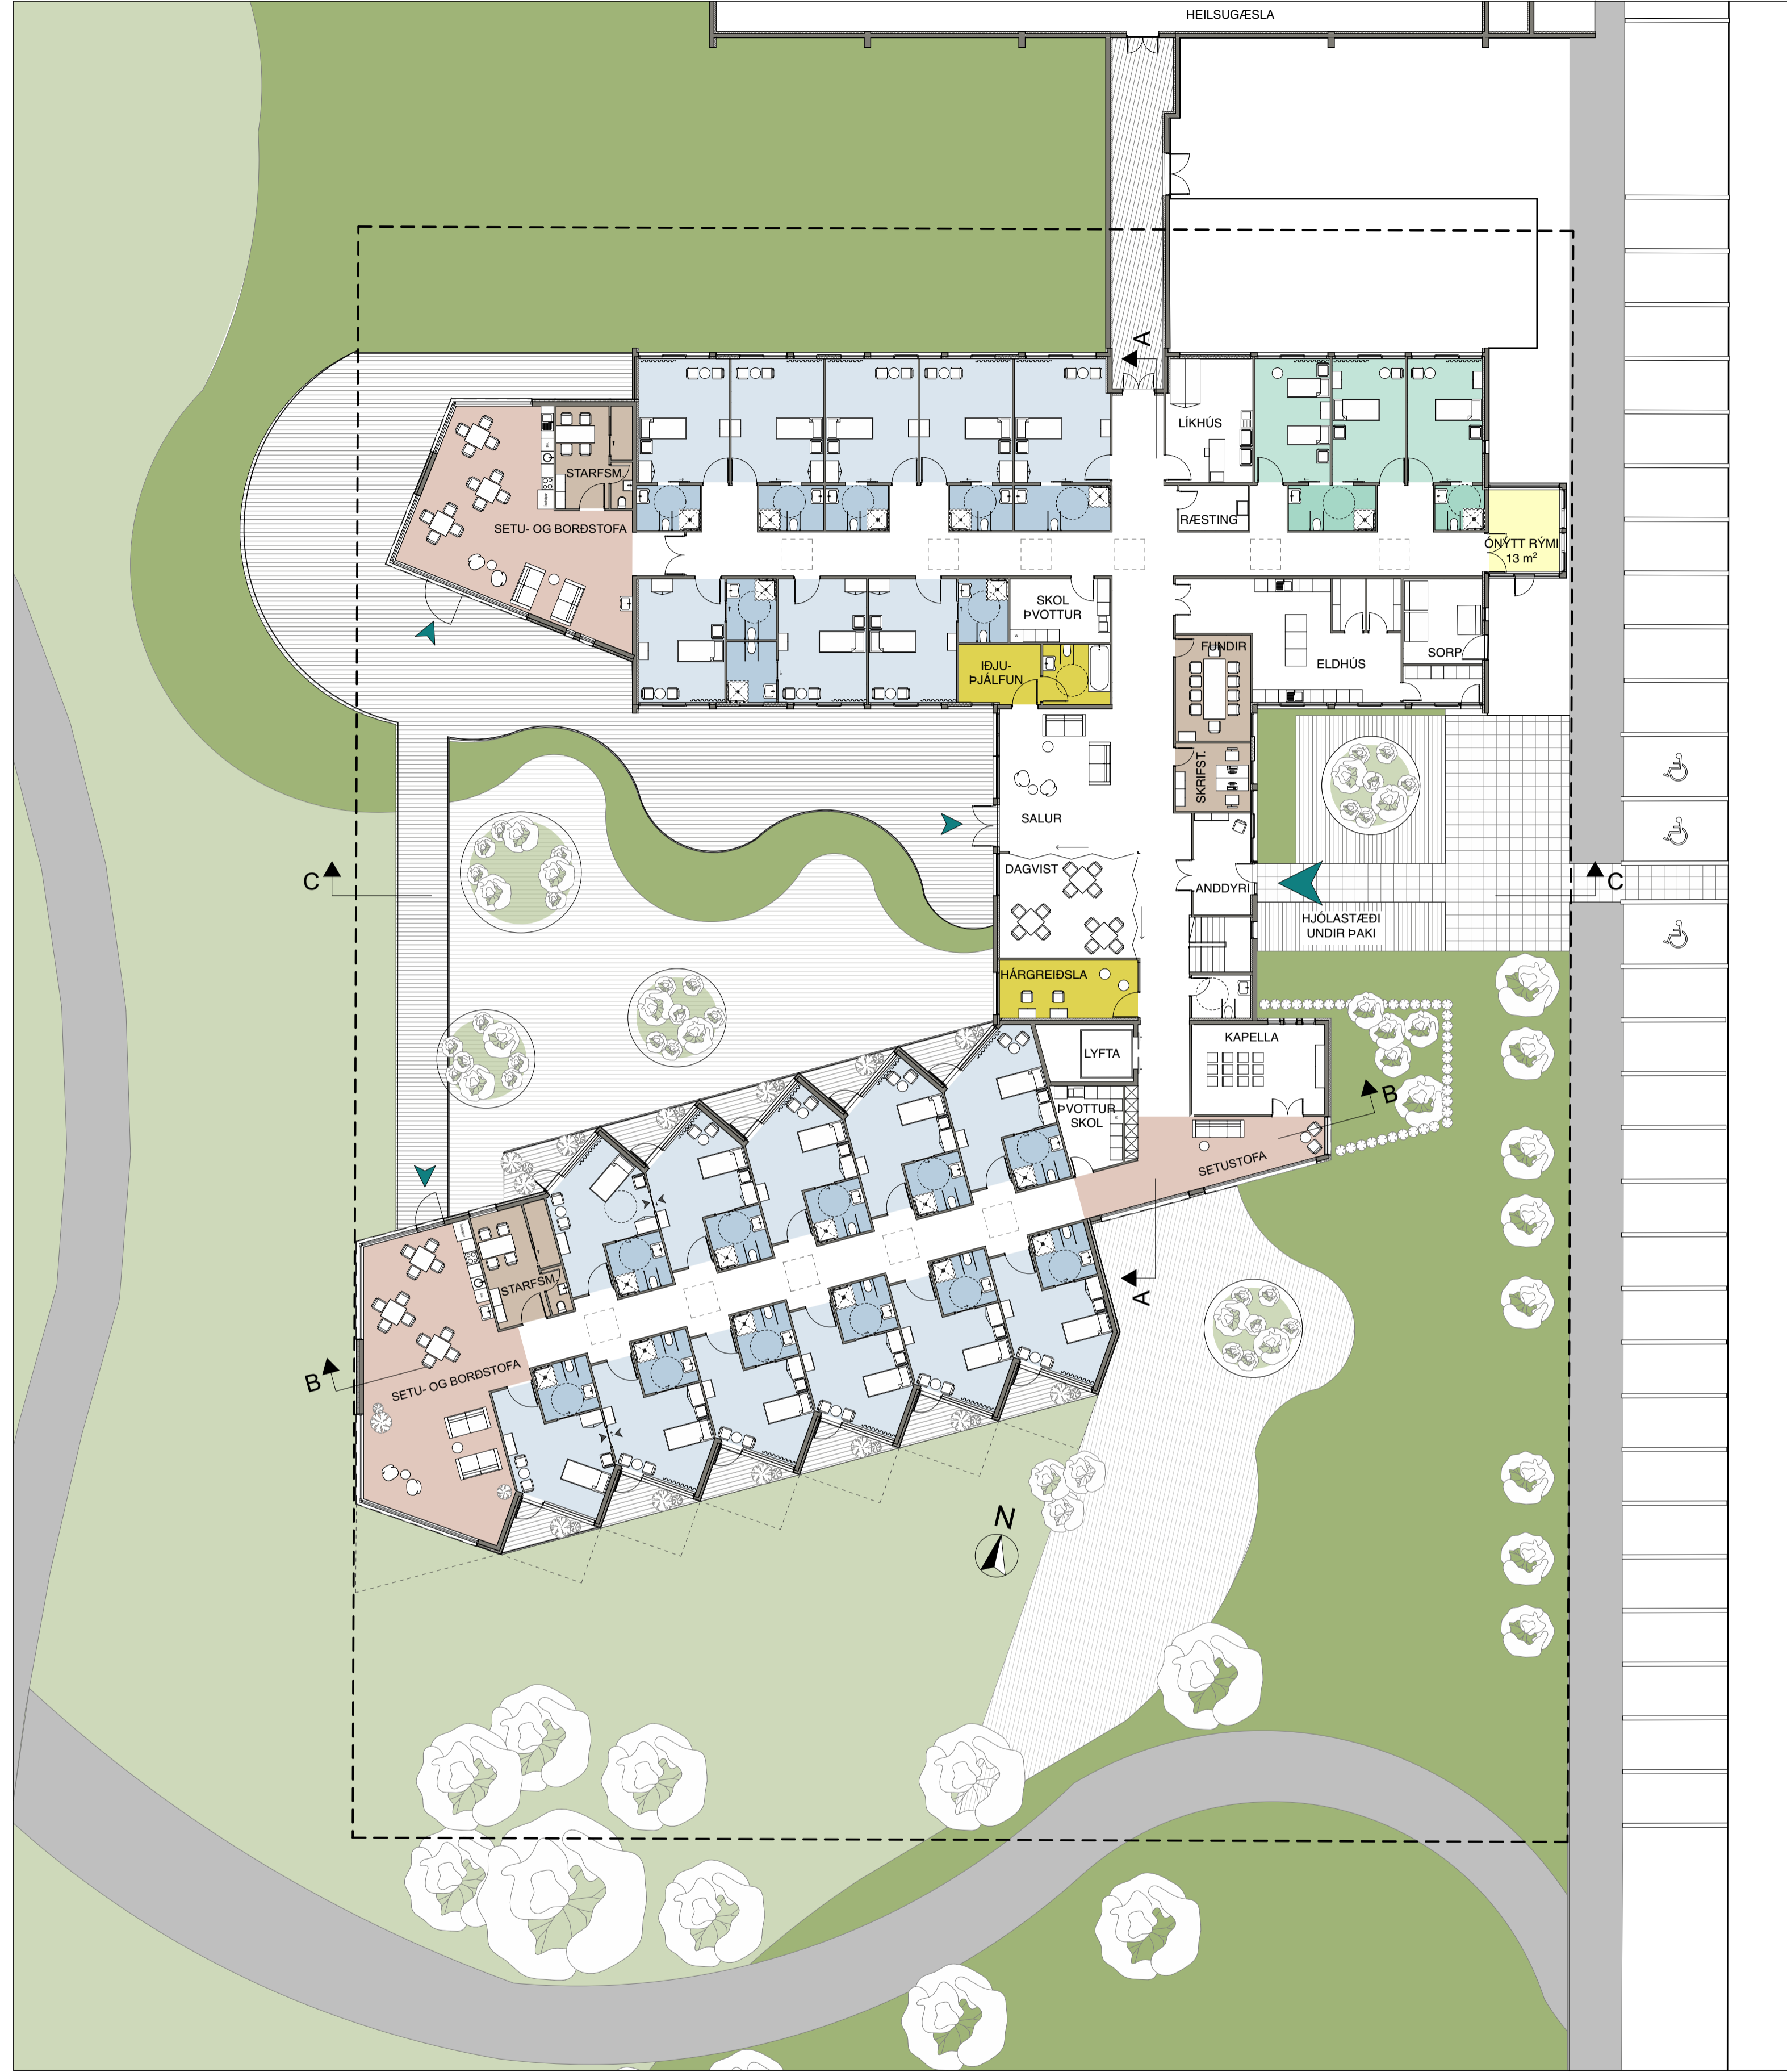 HEILSUGÆSLA
A
LÍKHÚS
STARFSM.
SETU- OG BORÐSTOFA
RÆSTING
ÓNÝTT RÝMI
13 m²
SKOL
ÞVOTTUR
IÐJU-
ÞJÁLFUN
FUNDIR
ELDHÚS
SORP
SKRIFST.
SALUR
DAGVIST
ANDDYRI
C
C
HJÓLASTÆÐI
UNDIR ÞAKI
HÁRGREIÐSLA
LYFTA
KAPELLA
B
ÞVOTTUR
SKOL
SETUSTOFA
STARFSM.
A
B
SETU- OG BORÐSTOFA
N